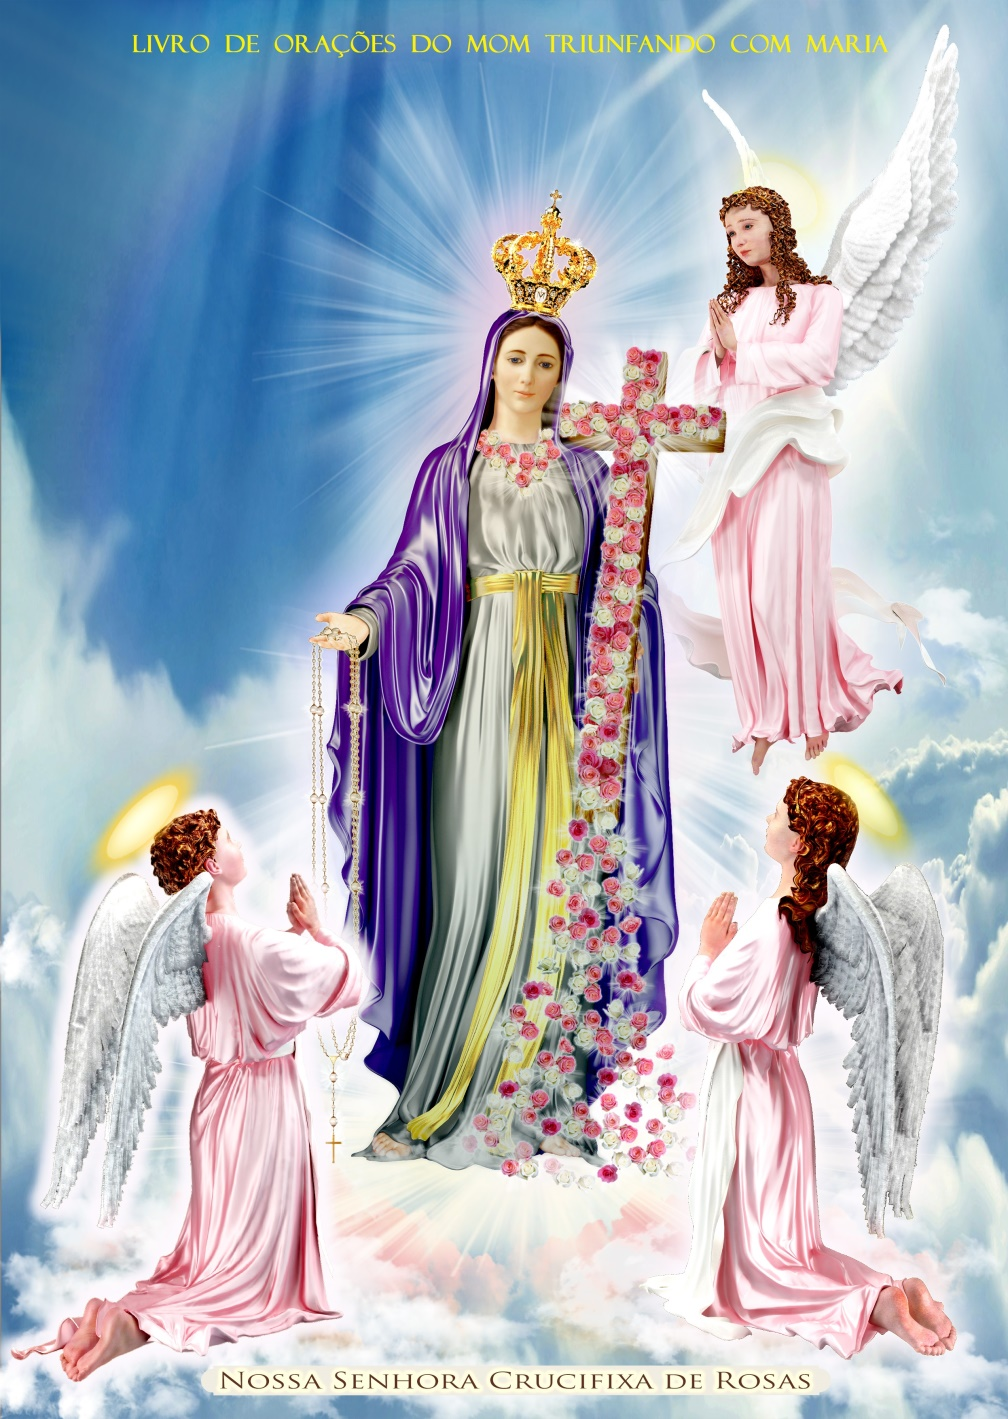 LIVRO DE ORAÇÕES DO MOM TRIUNFANDO COM MARIA
NOSSA SENHORA CRUCIFIXA DE ROSAS